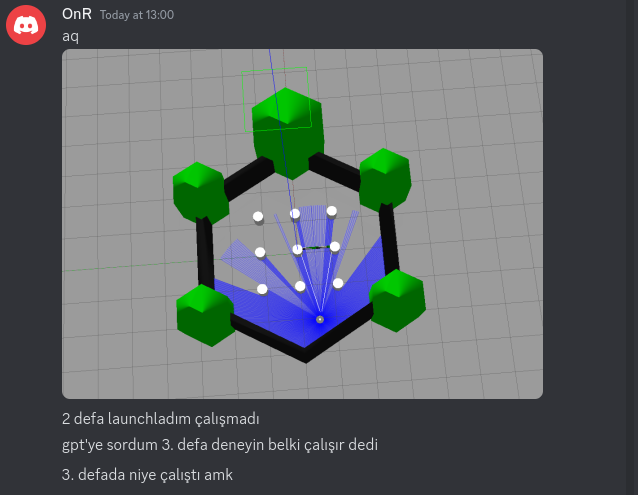 OnR Today at 13:00
aq
2 defa launchladım çalışmadı
gpt'ye sordum 3. defa deneyin belki çalışır dedi
3. defada niye çalıştı amk